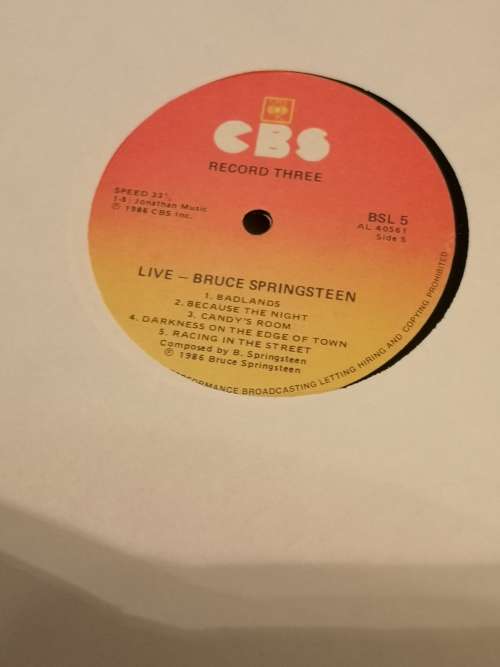 CBS
RECORD THREE
SPEED 33⅓
1-5: Jonathan Music
℗ 1986 CBS Inc.
BSL 5
AL 40561
Side 5
LIVE — BRUCE SPRINGSTEEN
1. BADLANDS
2. BECAUSE THE NIGHT
3. CANDY'S ROOM
4. DARKNESS ON THE EDGE OF TOWN
5. RACING IN THE STREET
Composed by B. Springsteen
℗ 1986 Bruce Springsteen
BROADCASTING LETTING HIRING AND COPYING PROHIBITED